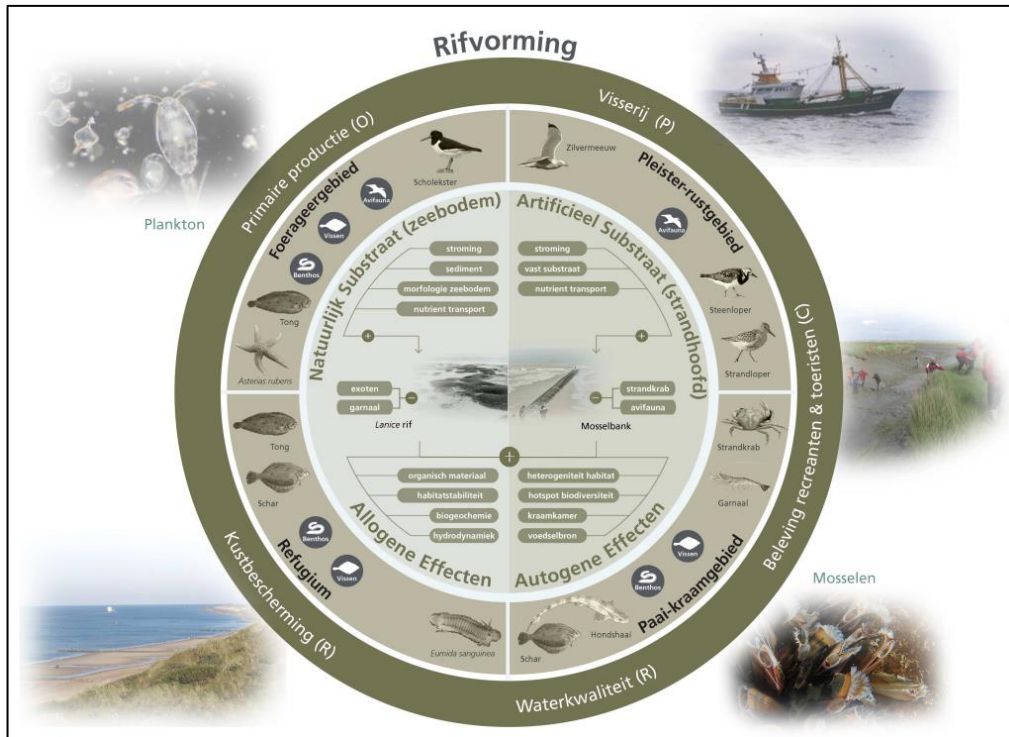 Rifvorming
Primaire productie (O)
Visserij (P)
Beleving recreanten & toeristen (C)
Waterkwaliteit (R)
Kustbescherming (R)
Plankton
Mosselen
Foerageergebied
Scholekster
Avifauna
Vissen
Benthos
Tong
Asterias rubens
Pleister-rustgebied
Zilvermeeuw
Avifauna
Steenloper
Strandloper
Natuurlijk Substraat (zeebodem)
stroming
sediment
morfologie zeebodem
nutrient transport
Artificieel Substraat (strandhoofd)
stroming
vast substraat
nutrient transport
exoten
garnaal
Lanice rif
strandkrab
avifauna
Mosselbank
Allogene Effecten
organisch materiaal
habitatstabiliteit
biogeochemie
hydrodynamiek
Autogene Effecten
heterogeniteit habitat
hotspot biodiversiteit
kraamkamer
voedselbron
Refugium
Tong
Schar
Benthos
Vissen
Eumida sanguinea
Paai-kraamgebied
Strandkrab
Garnaal
Vissen
Benthos
Hondshaai
Schar